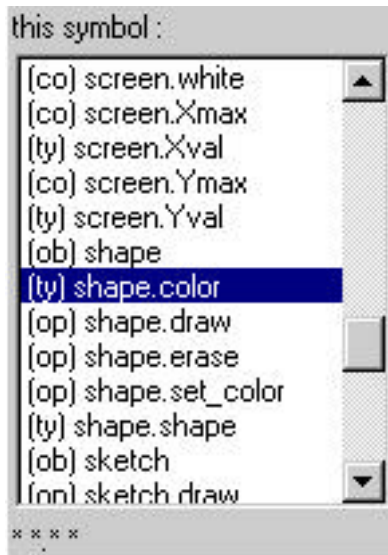 this symbol :
(co) screen.white
(co) screen.Xmax
(ty) screen.Xval
(co) screen.Ymax
(ty) screen.Yval
(ob) shape
(ty) shape.color
(op) shape.draw
(op) shape.erase
(op) shape.set_color
(ty) shape.shape
(ob) sketch
(op) sketch.draw